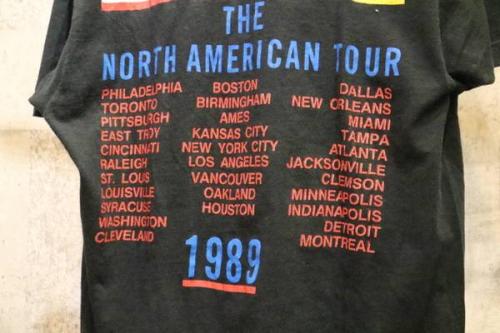 THE
NORTH AMERICAN TOUR
PHILADELPHIA
TORONTO
PITTSBURGH
EAST TROY
CINCINNATI
RALEIGH
ST. LOUIS
LOUISVILLE
SYRACUSE
WASHINGTON
CLEVELAND
BOSTON
BIRMINGHAM
AMES
KANSAS CITY
NEW YORK CITY
LOS ANGELES
VANCOUVER
OAKLAND
HOUSTON
DALLAS
NEW ORLEANS
MIAMI
TAMPA
ATLANTA
JACKSONVILLE
CLEMSON
MINNEAPOLIS
INDIANAPOLIS
DETROIT
MONTREAL
1989